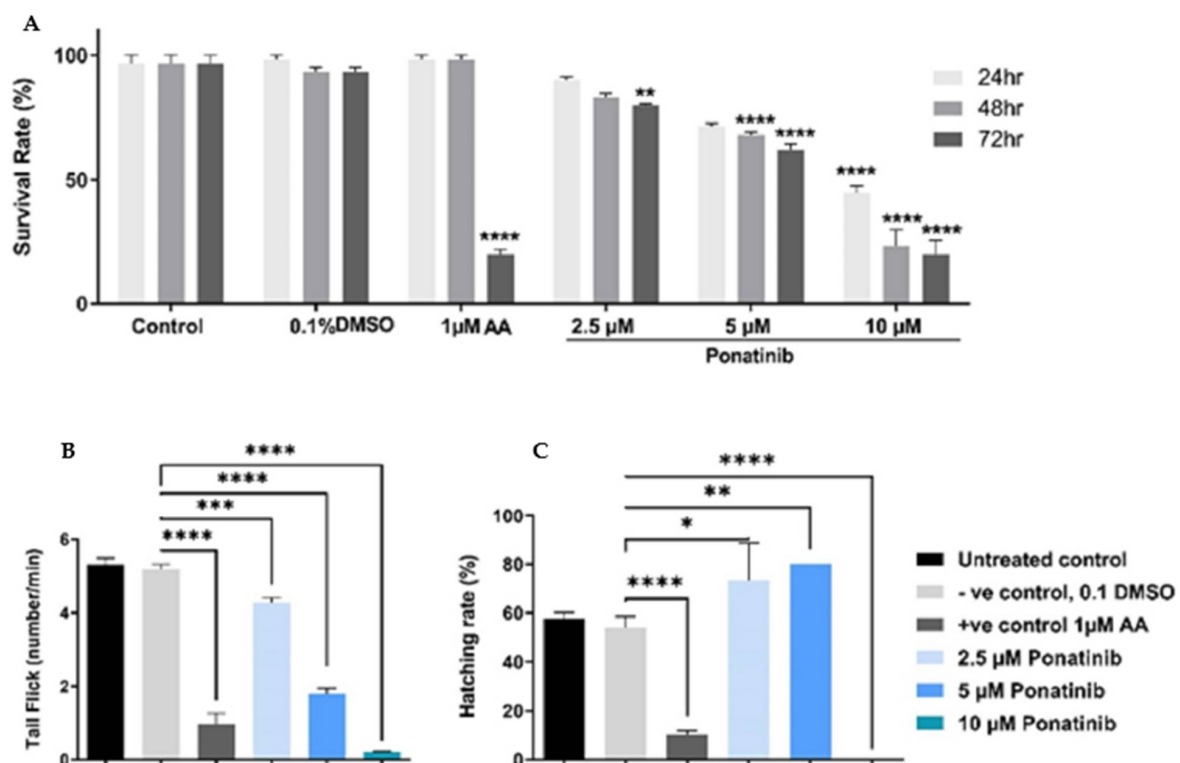 A
Survival Rate (%)
100
50
0
**
****
****
****
****
****
****
24hr
48hr
72hr
Control
0.1%DMSO
1µM AA
2.5 µM
5 µM
10 µM
Ponatinib
B
****
****
***
****
Tail Flick (number/min)
6
4
2
0
C
****
**
*
****
Hatching rate (%)
100
80
60
40
20
0
Untreated control
- ve control, 0.1 DMSO
+ve control 1µM AA
2.5 µM Ponatinib
5 µM Ponatinib
10 µM Ponatinib